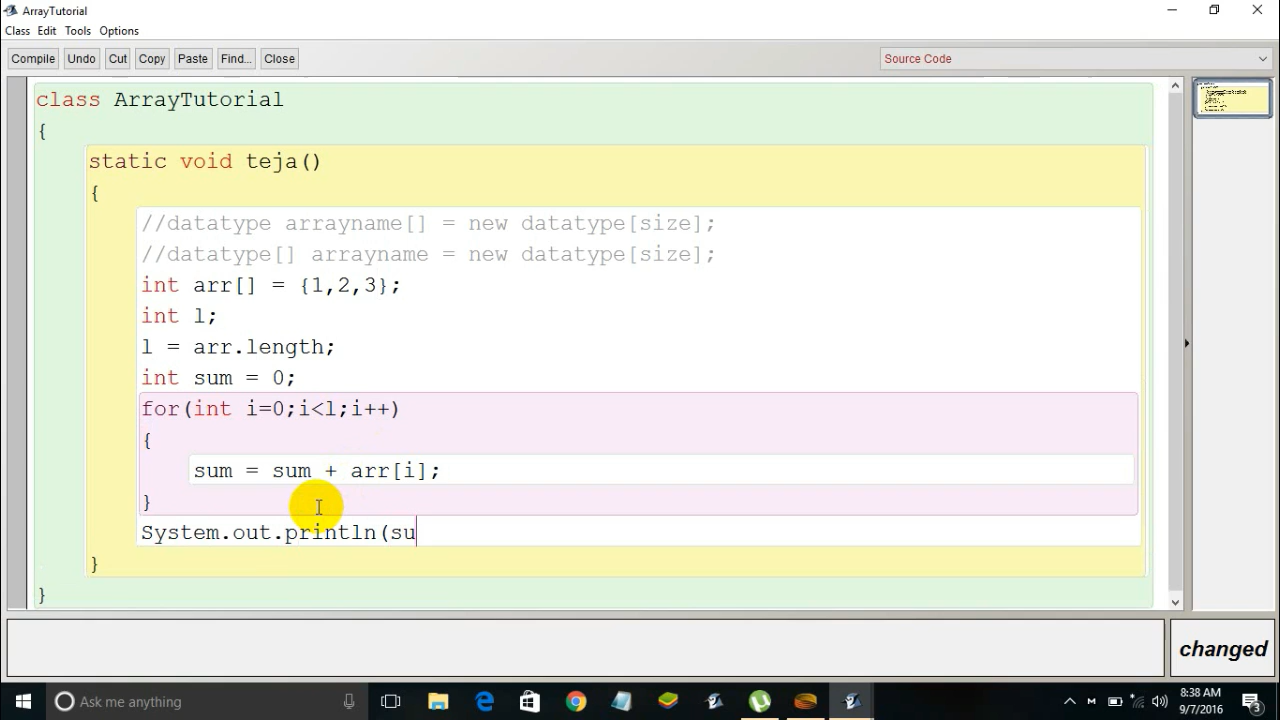 ArrayTutorial
Class Edit Tools Options
Compile Undo Cut Copy Paste Find... Close Source Code
class ArrayTutorial
{
static void teja()
{
//datatype arrayname[] = new datatype[size];
//datatype[] arrayname = new datatype[size];
int arr[] = {1,2,3};
int l;
l = arr.length;
int sum = 0;
for(int i=0;i<l;i++)
{
sum = sum + arr[i];
}
System.out.println(su
}
}
changed
Ask me anything
8:38 AM
9/7/2016
3